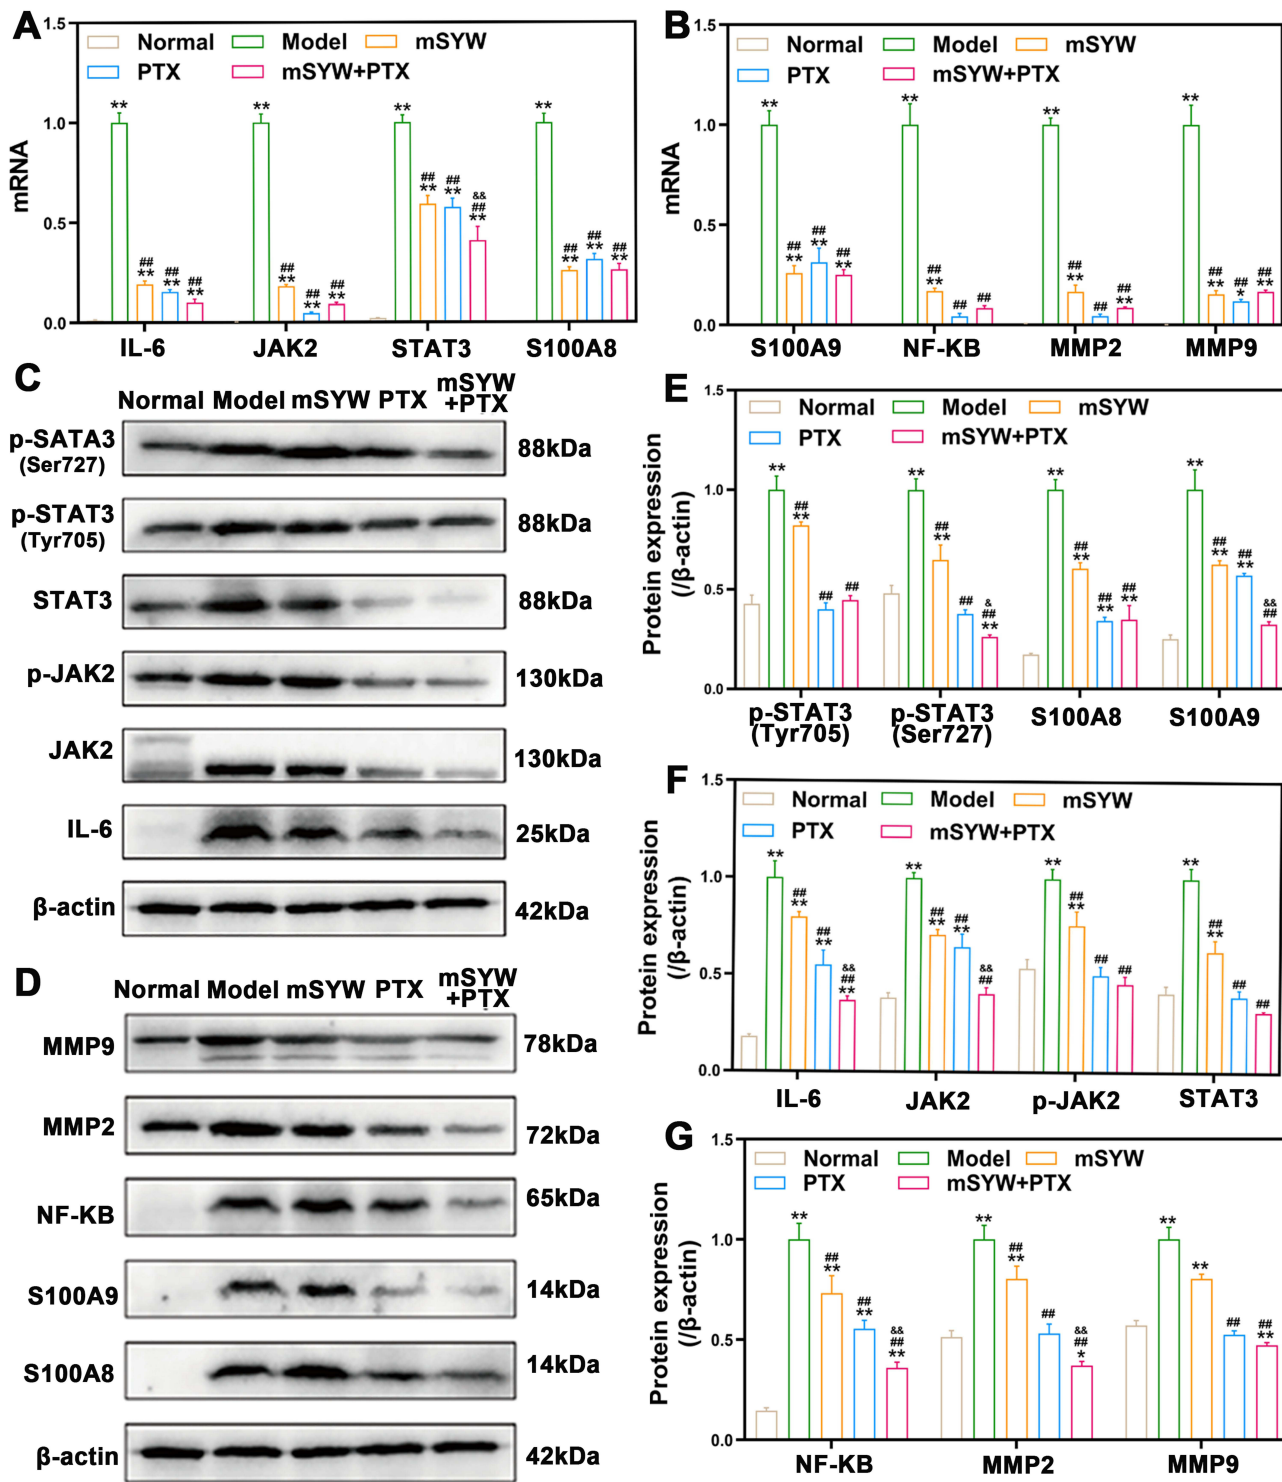 A
1.5
1.0
0.5
0.0
mRNA
Normal Model mSYW
PTX mSYW+PTX
** ** ** **
## ** ## ** ## **
## ** ## ** ## **
## ** ## ** && ## **
## ** ## ** ## **
IL-6 JAK2 STAT3 S100A8
B
1.5
1.0
0.5
0.0
mRNA
Normal Model mSYW
PTX mSYW+PTX
** ** ** **
## ** ## ** ## **
## ** ## ##
## ** ## ## **
## ** ## * ## **
S100A9 NF-KB MMP2 MMP9
C
Normal Model mSYW PTX mSYW
+PTX
p-SATA3
(Ser727)
88kDa
p-STAT3
(Tyr705)
88kDa
STAT3
88kDa
p-JAK2
130kDa
JAK2
130kDa
IL-6
25kDa
β-actin
42kDa
D
Normal Model mSYW PTX mSYW
+PTX
MMP9
78kDa
MMP2
72kDa
NF-KB
65kDa
S100A9
14kDa
S100A8
14kDa
β-actin
42kDa
E
1.5
1.0
0.5
0.0
Protein expression
(/β-actin)
Normal Model mSYW
PTX mSYW+PTX
** ** ** **
## ** ## ##
## ** ## & ## **
## ** ## ** ## **
## ** ## ** && ##
p-STAT3
(Tyr705)
p-STAT3
(Ser727)
S100A8 S100A9
F
1.5
1.0
0.5
0.0
Protein expression
(/β-actin)
Normal Model mSYW
PTX mSYW+PTX
** ** ** **
## ** ## ** && ## **
## ** ## ** && ##
## ** ## ##
## ** ## ##
IL-6 JAK2 p-JAK2 STAT3
G
1.5
1.0
0.5
0.0
Protein expression
(/β-actin)
Normal Model mSYW
PTX mSYW+PTX
** ** **
## ** ## ** && ## **
## ** ## && ## *
** ## ## **
NF-KB MMP2 MMP9